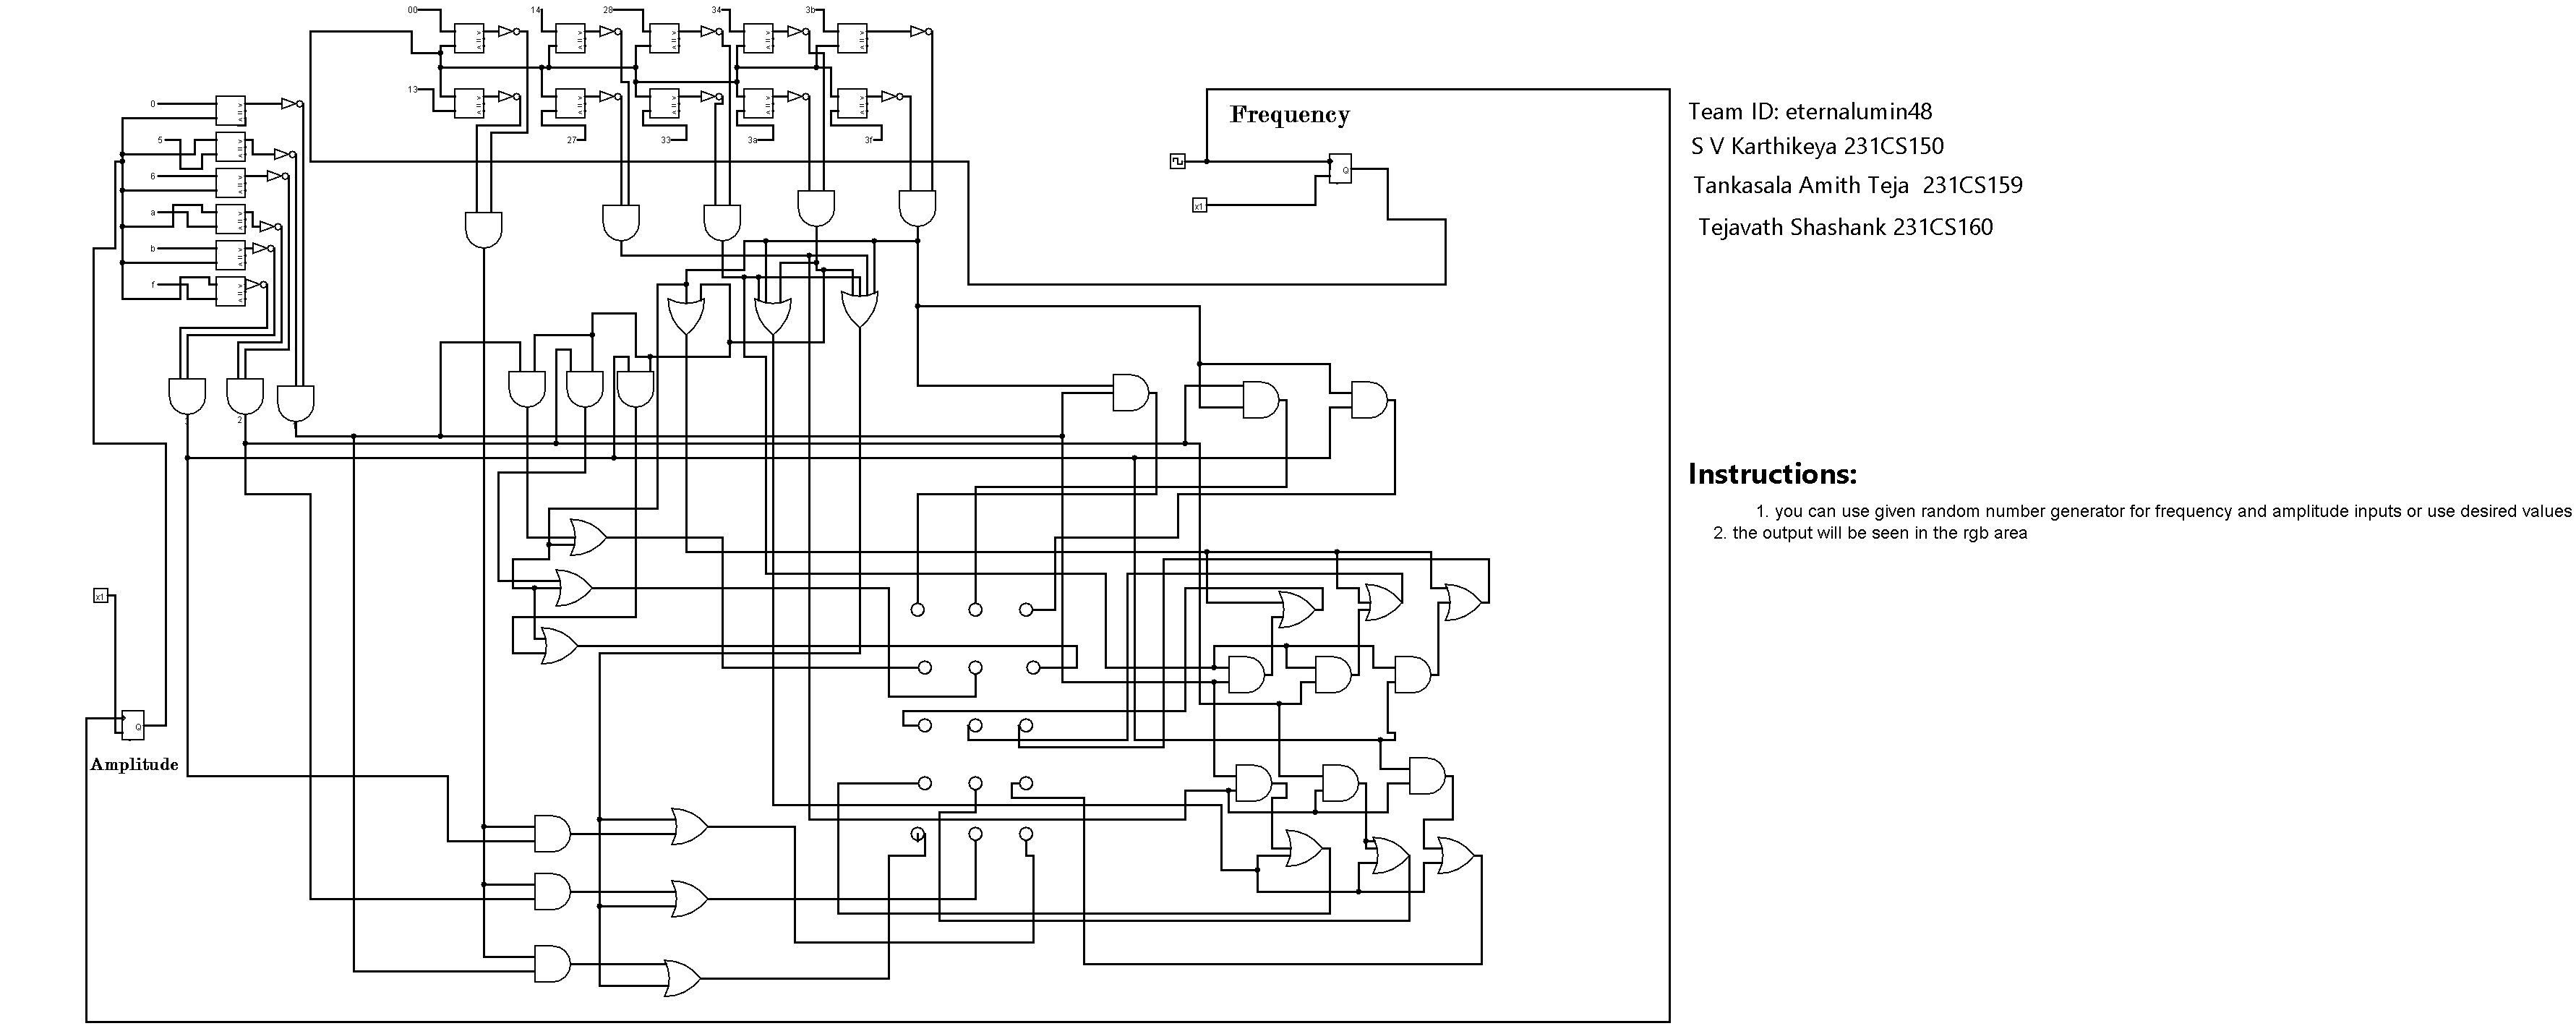 00
14
28
34
3b
13
27
33
3a
3f
0
5
6
a
b
f
2
Frequency
x1
Q
Team ID: eternalumin48
S V Karthikeya 231CS150
Tankasala Amith Teja 231CS159
Tejavath Shashank 231CS160
Instructions:
1. you can use given random number generator for frequency and amplitude inputs or use desired values
2. the output will be seen in the rgb area
x1
Q
Amplitude